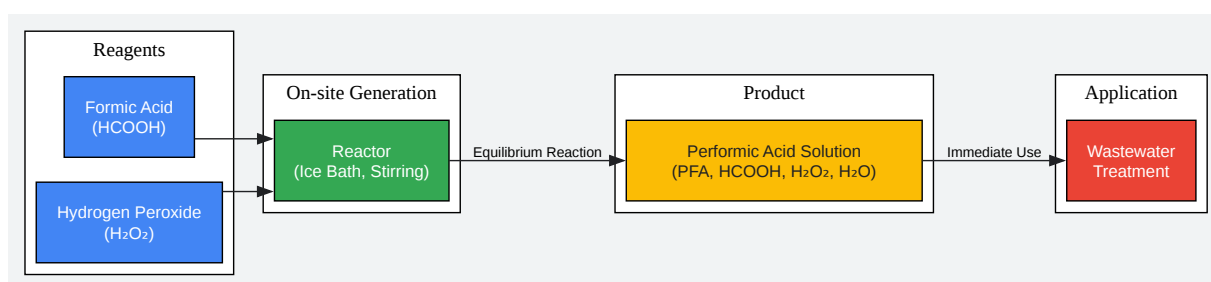 Reagents
Formic Acid
(HCOOH)
Hydrogen Peroxide
(H₂O₂)
On-site Generation
Reactor
(Ice Bath, Stirring)
Equilibrium Reaction
Product
Performic Acid Solution
(PFA, HCOOH, H₂O₂, H₂O)
Immediate Use
Application
Wastewater
Treatment